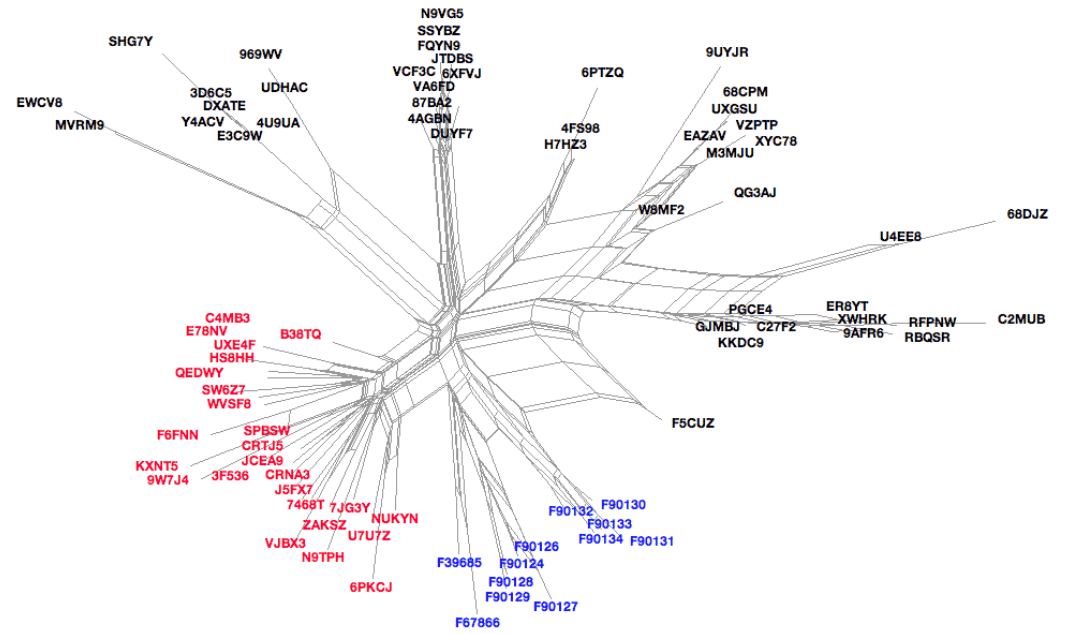 N9VG5
SSYBZ
SHG7Y
FQYN9
969WV
JTDBS
9UYJR
VCF3C
6XFVJ
6PTZQ
UDHAC
VA6FD
3D6C5
68CPM
EWCV8
DXATE
87BA2
UXGSU
MVRM9
Y4ACV
4U9UA
4AGBN
4FS98
VZPTP
E3C9W
DUYF7
EAZAV
H7HZ3
XYC78
M3MJU
QG3AJ
W8MF2
68DJZ
U4EE8
PGCE4
ER8YT
C4MB3
XWHRK
E78NV
GJMBJ
C27F2
RFPNW
C2MUB
B38TQ
9AFR6
RBQSR
UXE4F
KKDC9
HS8HH
QEDWY
SW6Z7
WVSF8
F5CUZ
F6FNN
SPBSW
CRTJ5
KXNT5
JCEA9
9W7J4
3F536
CRNA3
J5FX7
7468T
7JG3Y
F90130
F90132
NUKYN
ZAKSZ
F90133
U7U7Z
F90134
F90131
VJBX3
F90126
N9TPH
F39685
F90124
F90128
6PKCJ
F90129
F90127
F67866